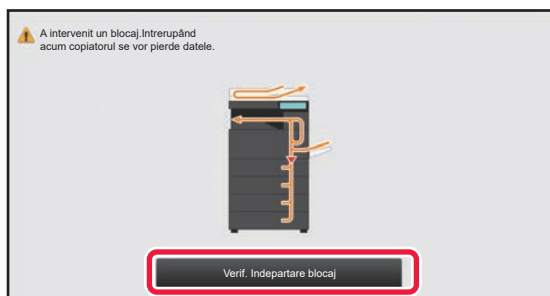 A intervenit un blocaj.Intrerupând
acum copiatorul se vor pierde datele.
Verif. Indepartare blocaj